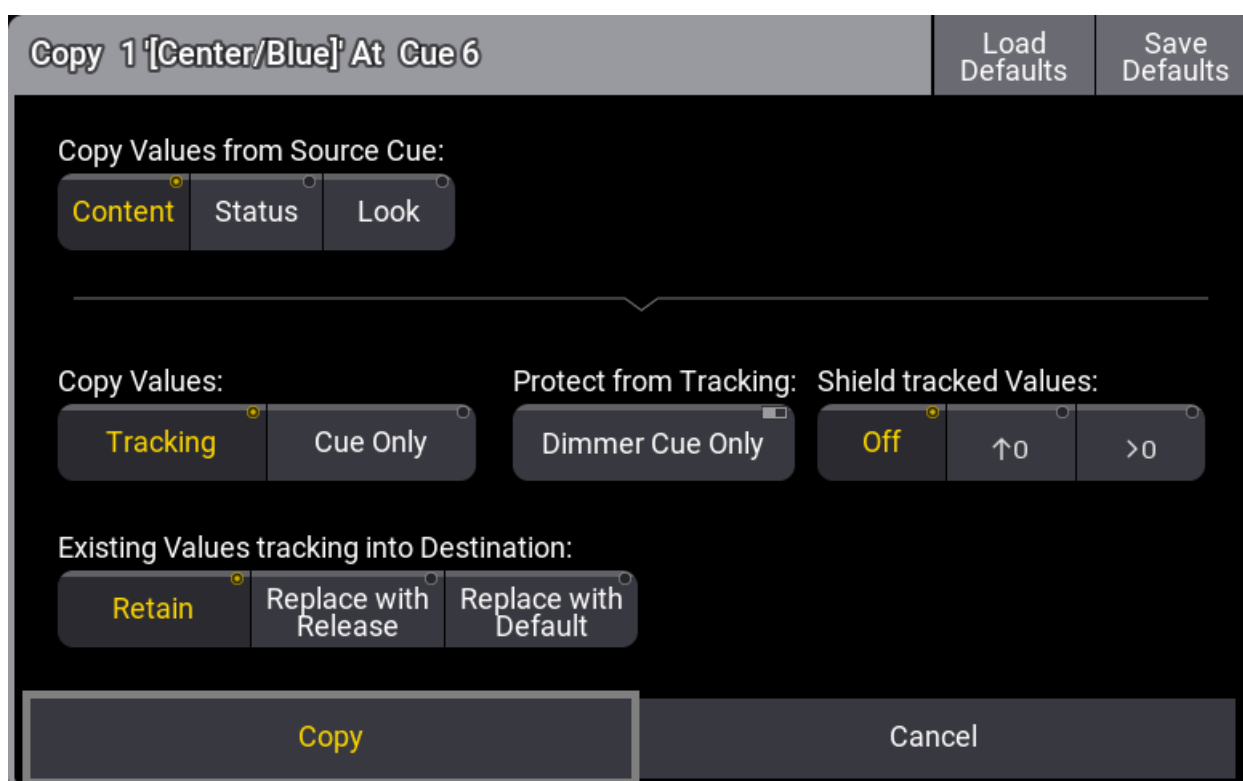 Copy 1 '[Center/Blue]' At Cue 6
Load
Defaults
Save
Defaults
Copy Values from Source Cue:
Content Status Look
Copy Values: Protect from Tracking: Shield tracked Values:
Tracking Cue Only Dimmer Cue Only Off ↑0 >0
Existing Values tracking into Destination:
Retain
Replace with
Release
Replace with
Default
Copy Cancel